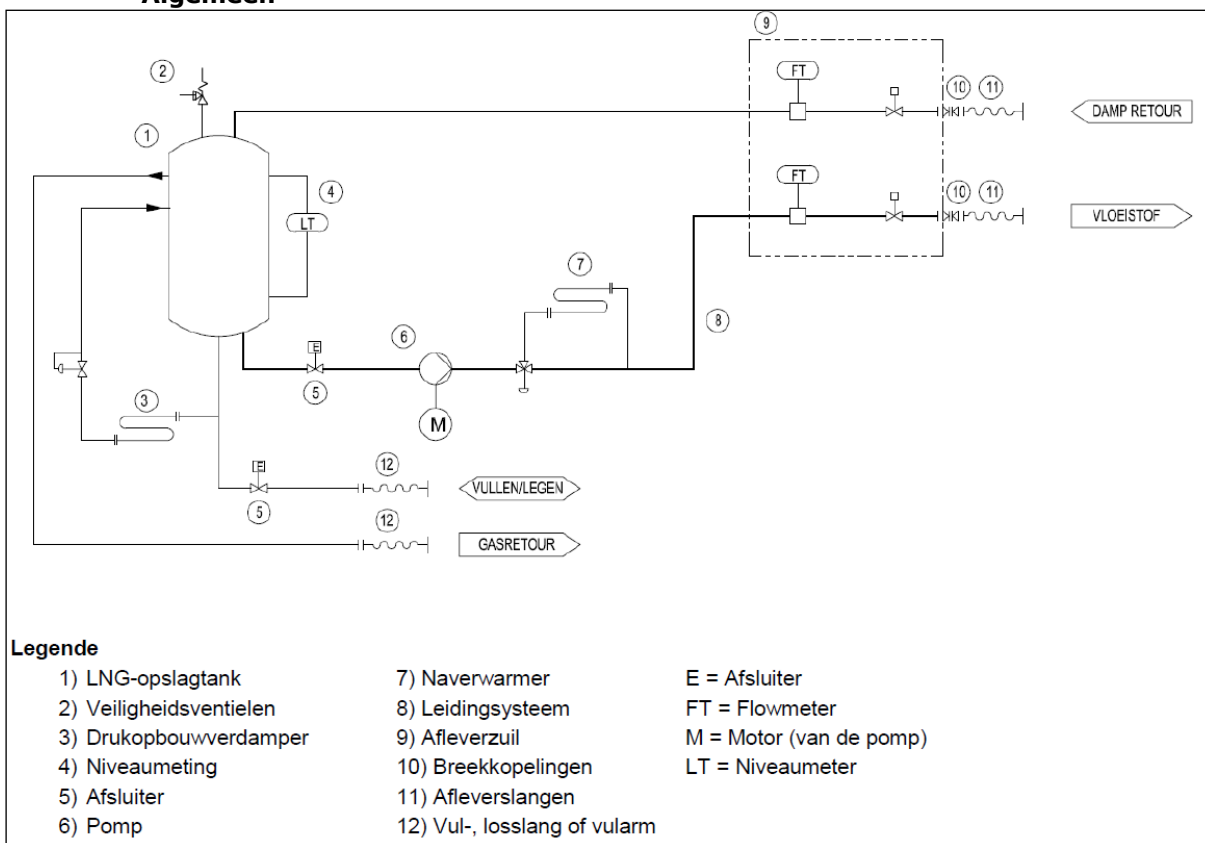 Algemeen
9
2
FT
10
11
DAMP RETOUR
1
4
FT
10
11
LT
VLOEISTOF
7
6
8
E
5
3
M
E
12
VULLEN/LEGEN
5
12
GASRETOUR
Legende
1) LNG-opslagtank
2) Veiligheidsventielen
3) Drukopbouwverdamper
4) Niveaumeting
5) Afsluiter
6) Pomp
7) Naverwarmer
8) Leidingsysteem
9) Afleverzuil
10) Breekkopelingen
11) Afleverslangen
12) Vul-, losslang of vularm
E = Afsluiter
FT = Flowmeter
M = Motor (van de pomp)
LT = Niveaumeter